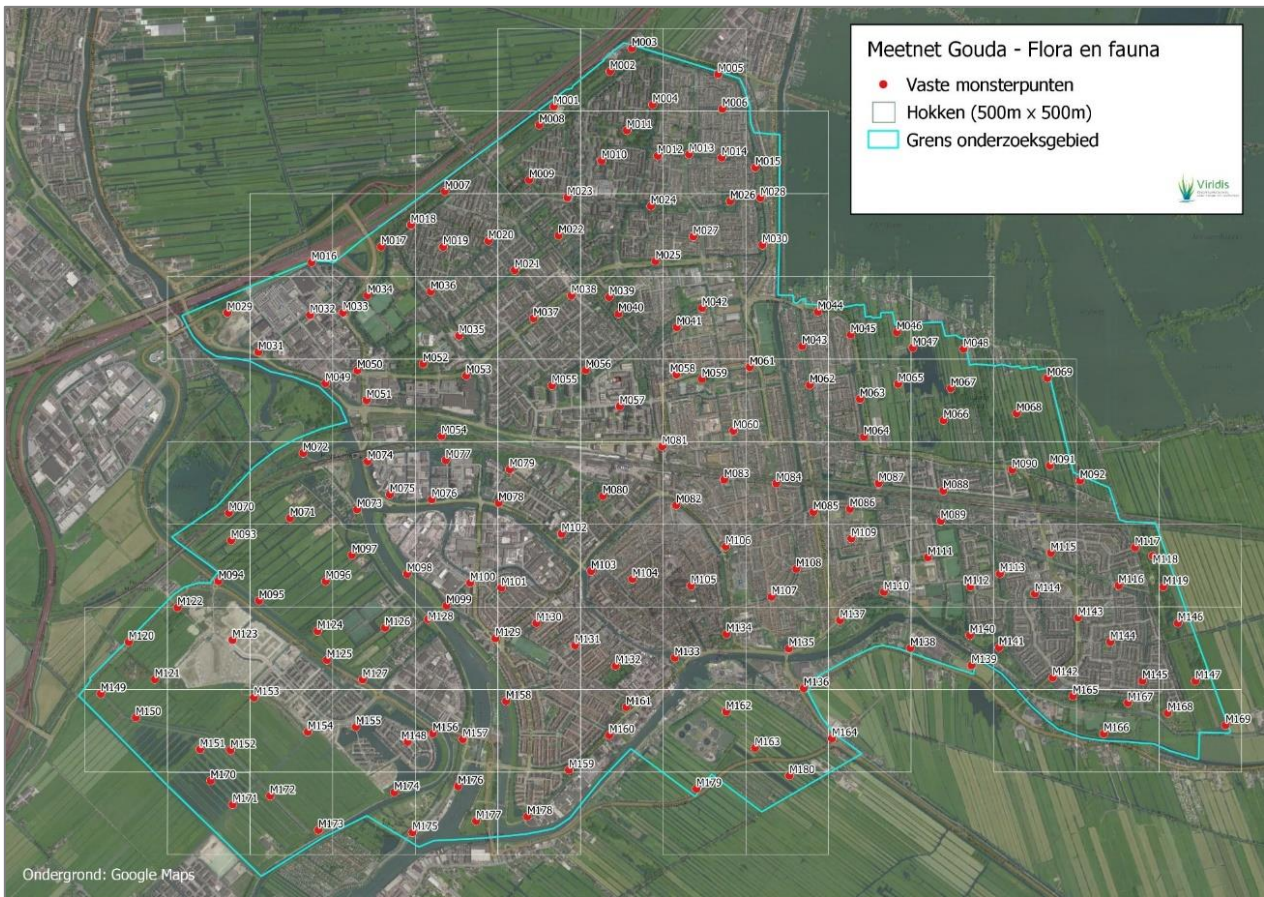 Meetnet Gouda - Flora en fauna
Vaste monsterpunten
Hokken (500m x 500m)
Grens onderzoeksgebied
Viridis
M003
M002
M005
M001
M004
M006
M008
M011
M010
M012
M013
M014
M015
M009
M007
M023
M024
M026
M028
M018
M017
M019
M020
M022
M027
M030
M016
M021
M025
M034
M036
M038
M039
M029
M032
M033
M037
M040
M042
M044
M041
M035
M045
M046
M031
M043
M047
M048
M050
M052
M053
M056
M058
M059
M061
M049
M055
M062
M065
M067
M069
M051
M057
M063
M068
M066
M054
M060
M064
M081
M072
M074
M077
M079
M090
M091
M083
M084
M087
M092
M075
M076
M078
M080
M088
M070
M071
M073
M082
M085
M086
M089
M093
M102
M106
M109
M097
M115
M117
M118
M111
M094
M096
M098
M100
M101
M103
M104
M105
M108
M112
M113
M116
M119
M095
M099
M107
M110
M114
M122
M124
M126
M128
M130
M137
M143
M146
M120
M123
M129
M131
M134
M135
M138
M140
M141
M144
M125
M132
M133
M139
M121
M127
M142
M145
M147
M149
M153
M158
M136
M165
M150
M161
M162
M167
M168
M154
M155
M156
M160
M164
M166
M169
M151
M152
M148
M157
M163
M170
M159
M180
M172
M171
M174
M176
M179
M173
M175
M177
M178
Ondergrond: Google Maps